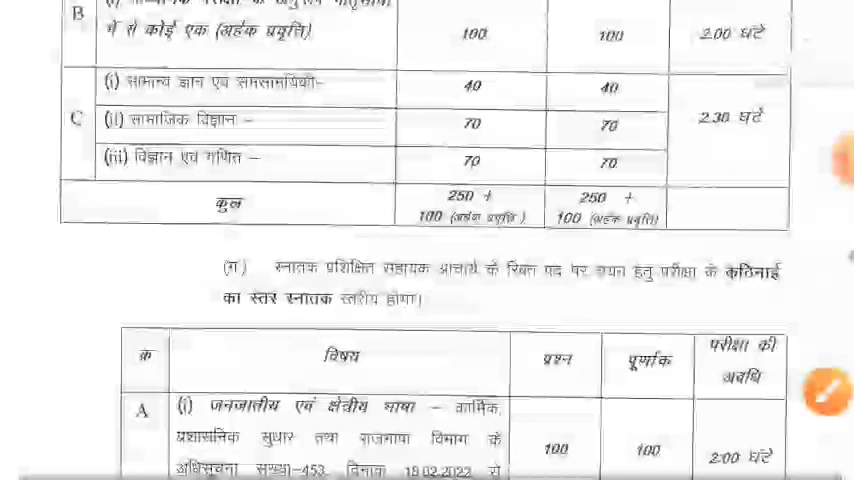 B
में से कोई एक (अर्हक प्रवृत्ति) 100 100 2.00 घंटे
(i) सामान्य ज्ञान एवं समसामयिकी- 40 40
C (ii) सामाजिक विज्ञान – 70 70 2.30 घंटे
(iii) विज्ञान एवं गणित – 70 70
कुल 250 + 100 (अर्हक प्रवृत्ति) 250 + 100 (अर्हक प्रवृत्ति)
(ग) स्नातक प्रशिक्षित सहायक आचार्य के रिक्त पद पर चयन हेतु परीक्षा के कठिनाई
का स्तर स्नातक स्तरीय होगा।
क्र विषय प्रश्न पूर्णांक परीक्षा की अवधि
A (i) जनजातीय एवं क्षेत्रीय भाषा – कार्मिक,
प्रशासनिक सुधार तथा राजभाषा विभाग के 100 100 2:00 घंटे
अधिसूचना संख्या-453 दिनांक 18.02.2022 से